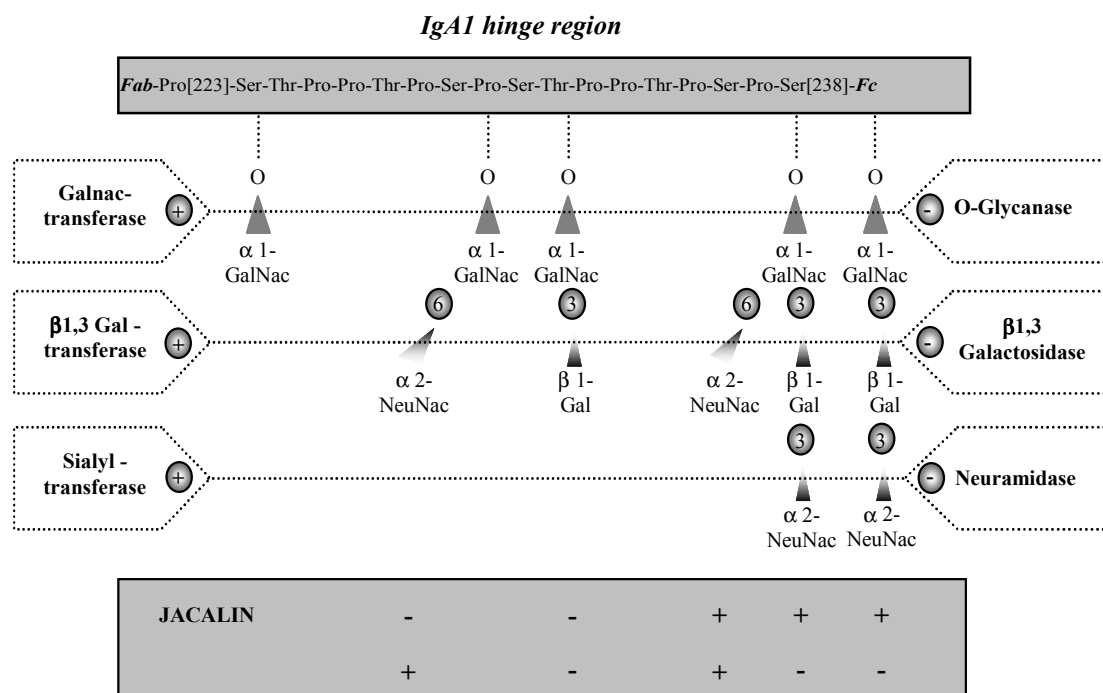 IgA1 hinge region
Fab-Pro[223]-Ser-Thr-Pro-Pro-Thr-Pro-Ser-Pro-Ser-Thr-Pro-Pro-Thr-Pro-Ser-Pro-Ser[238]-Fc
O O O O O
Galnac-
transferase
+
- O-Glycanase
α 1-
GalNac
α 1-
GalNac
α 1-
GalNac
α 1-
GalNac
α 1-
GalNac
6 3 6 3 3
β1,3 Gal -
transferase
+
- β1,3
Galactosidase
α 2-
NeuNac
β 1-
Gal
α 2-
NeuNac
β 1-
Gal
β 1-
Gal
3 3
Sialyl -
transferase
+
- Neuramidase
α 2-
NeuNac
α 2-
NeuNac
JACALIN - - + + +
+ - + - -